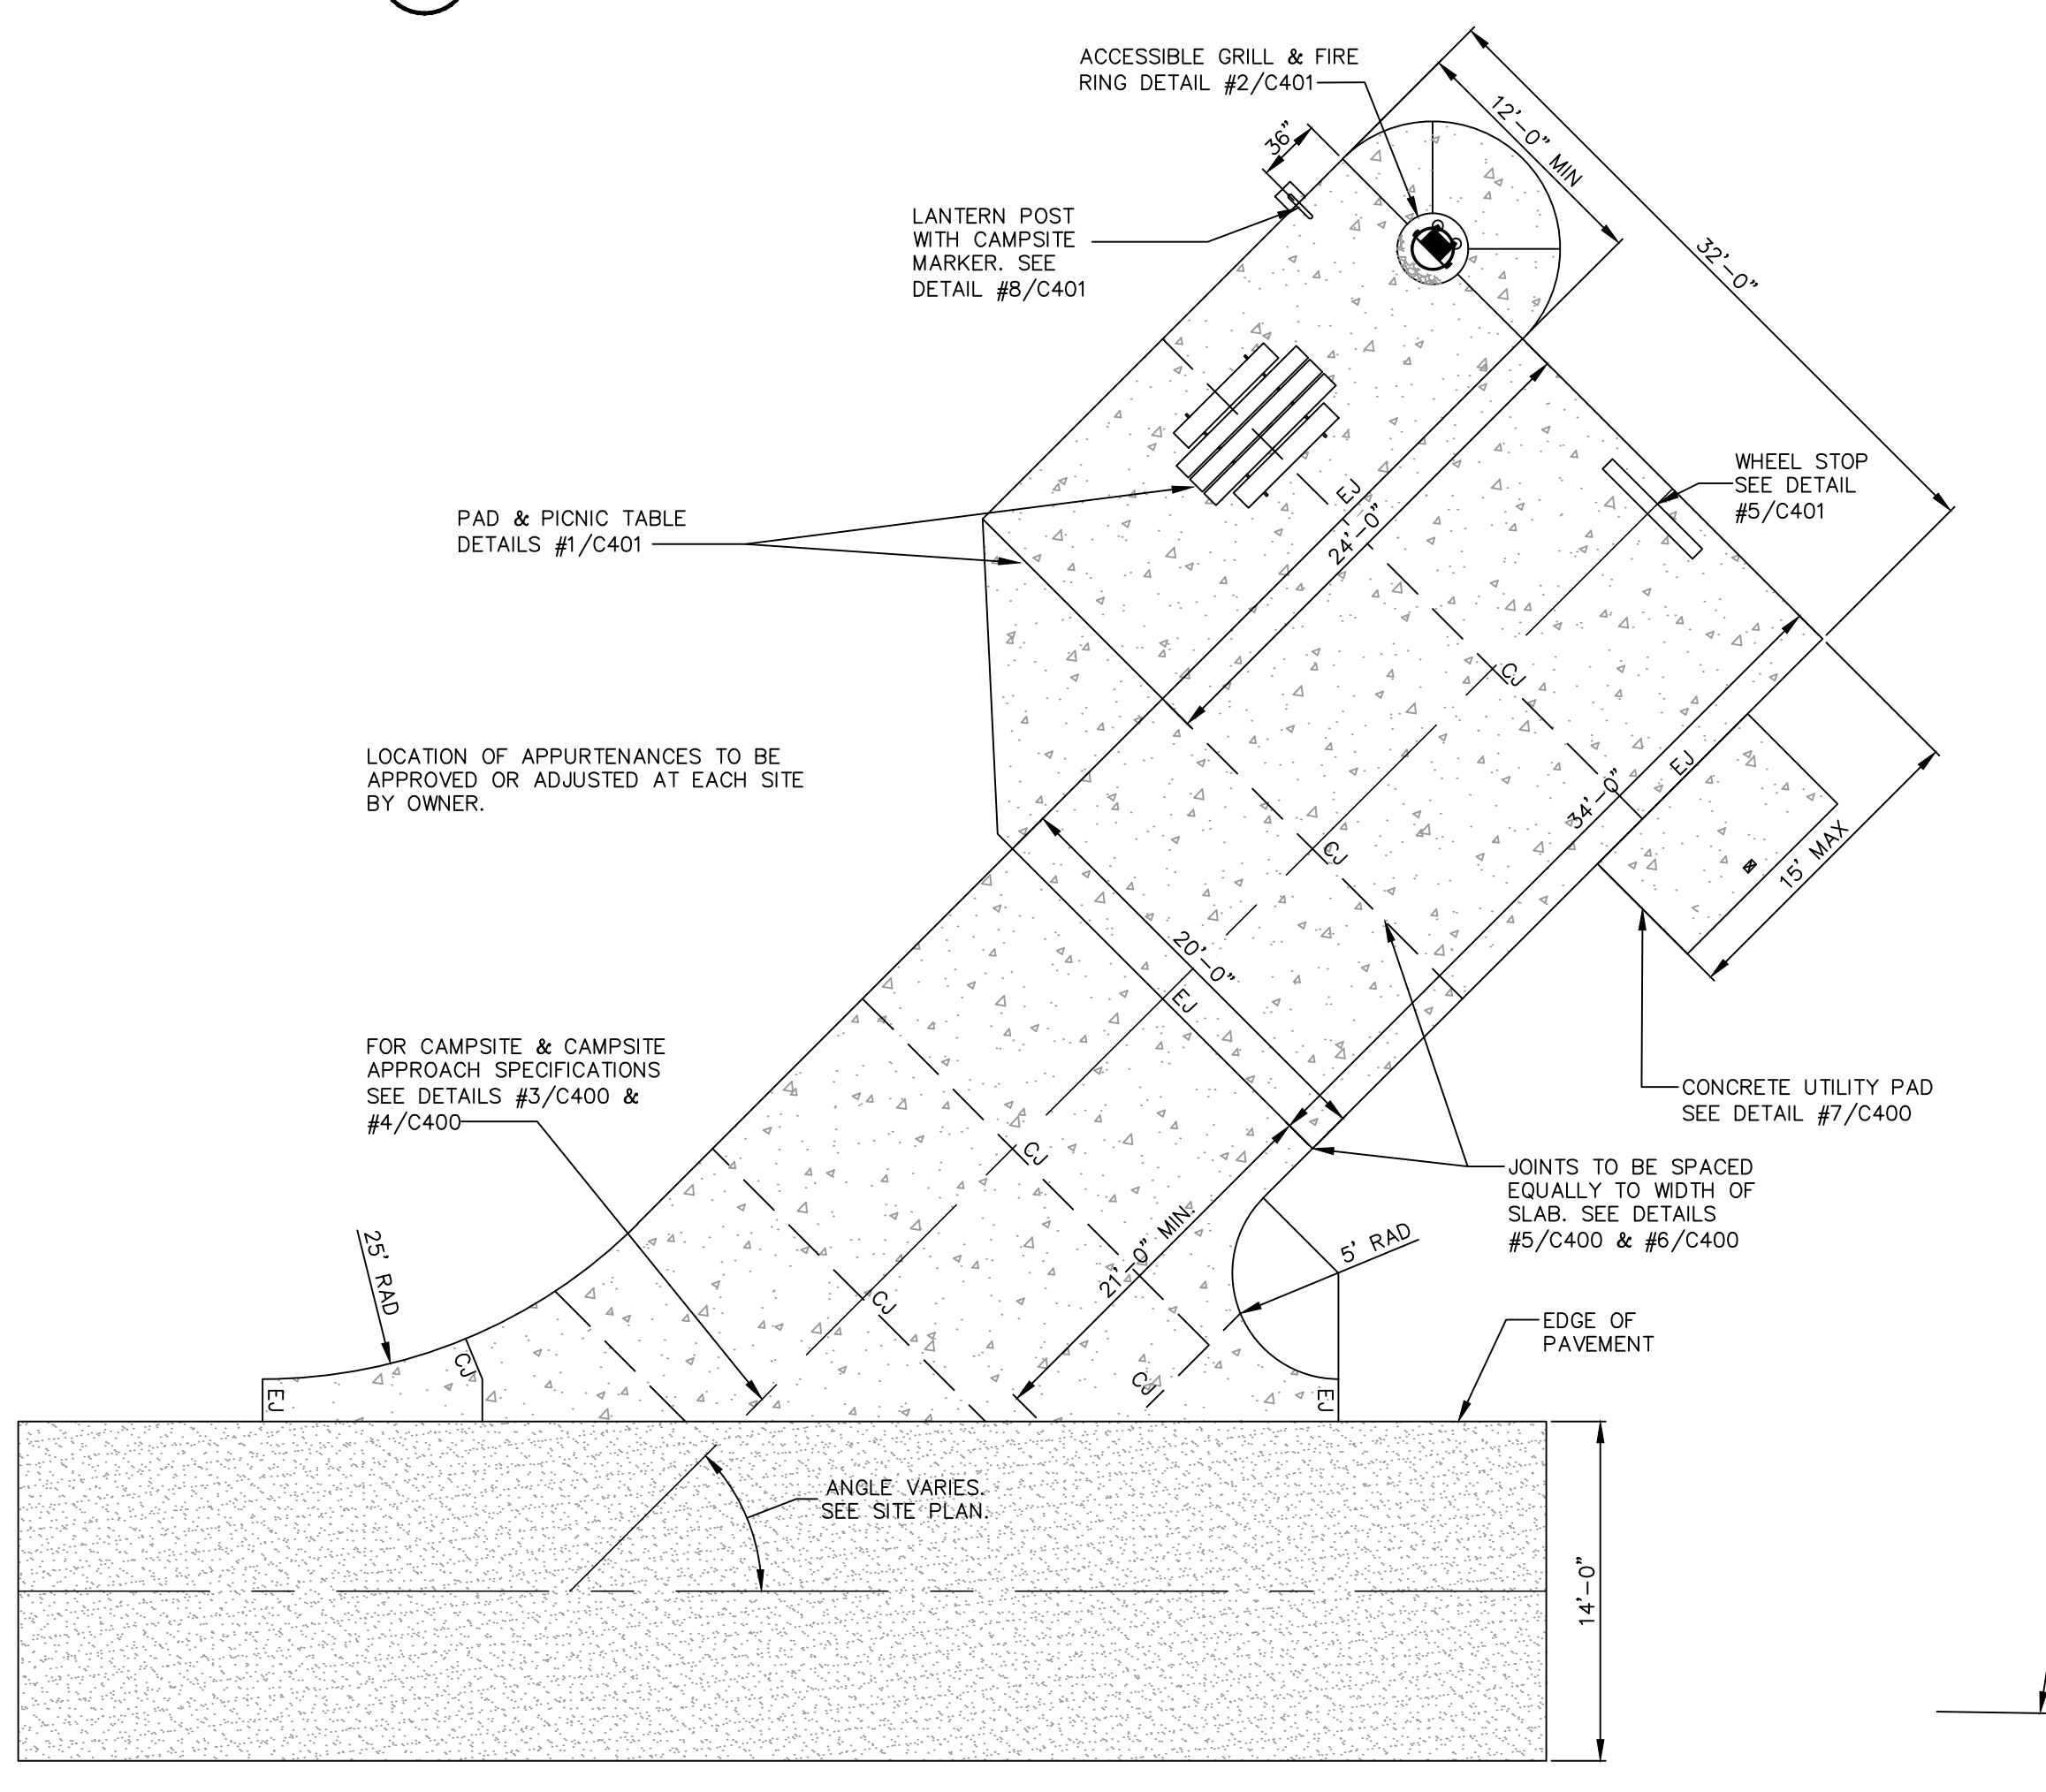 ACCESSIBLE GRILL & FIRE
RING DETAIL #2/C401
12'-0" MIN
32'-0"
36"
LANTERN POST
WITH CAMPSITE
MARKER. SEE
DETAIL #8/C401
WHEEL STOP
SEE DETAIL
#5/C401
PAD & PICNIC TABLE
DETAILS #1/C401
EJ
24'-0"
CJ
EJ
34'-0"
15' MAX
LOCATION OF APPURTENANCES TO BE
APPROVED OR ADJUSTED AT EACH SITE
BY OWNER.
CJ
20'-0"
EJ
FOR CAMPSITE & CAMPSITE
APPROACH SPECIFICATIONS
SEE DETAILS #3/C400 &
#4/C400
CONCRETE UTILITY PAD
SEE DETAIL #7/C400
CJ
JOINTS TO BE SPACED
EQUALLY TO WIDTH OF
SLAB. SEE DETAILS
#5/C400 & #6/C400
25' RAD
21'-0" MIN.
5' RAD
CJ
EDGE OF
PAVEMENT
CJ
EJ
CJ
EJ
ANGLE VARIES.
SEE SITE PLAN.
14'-0"